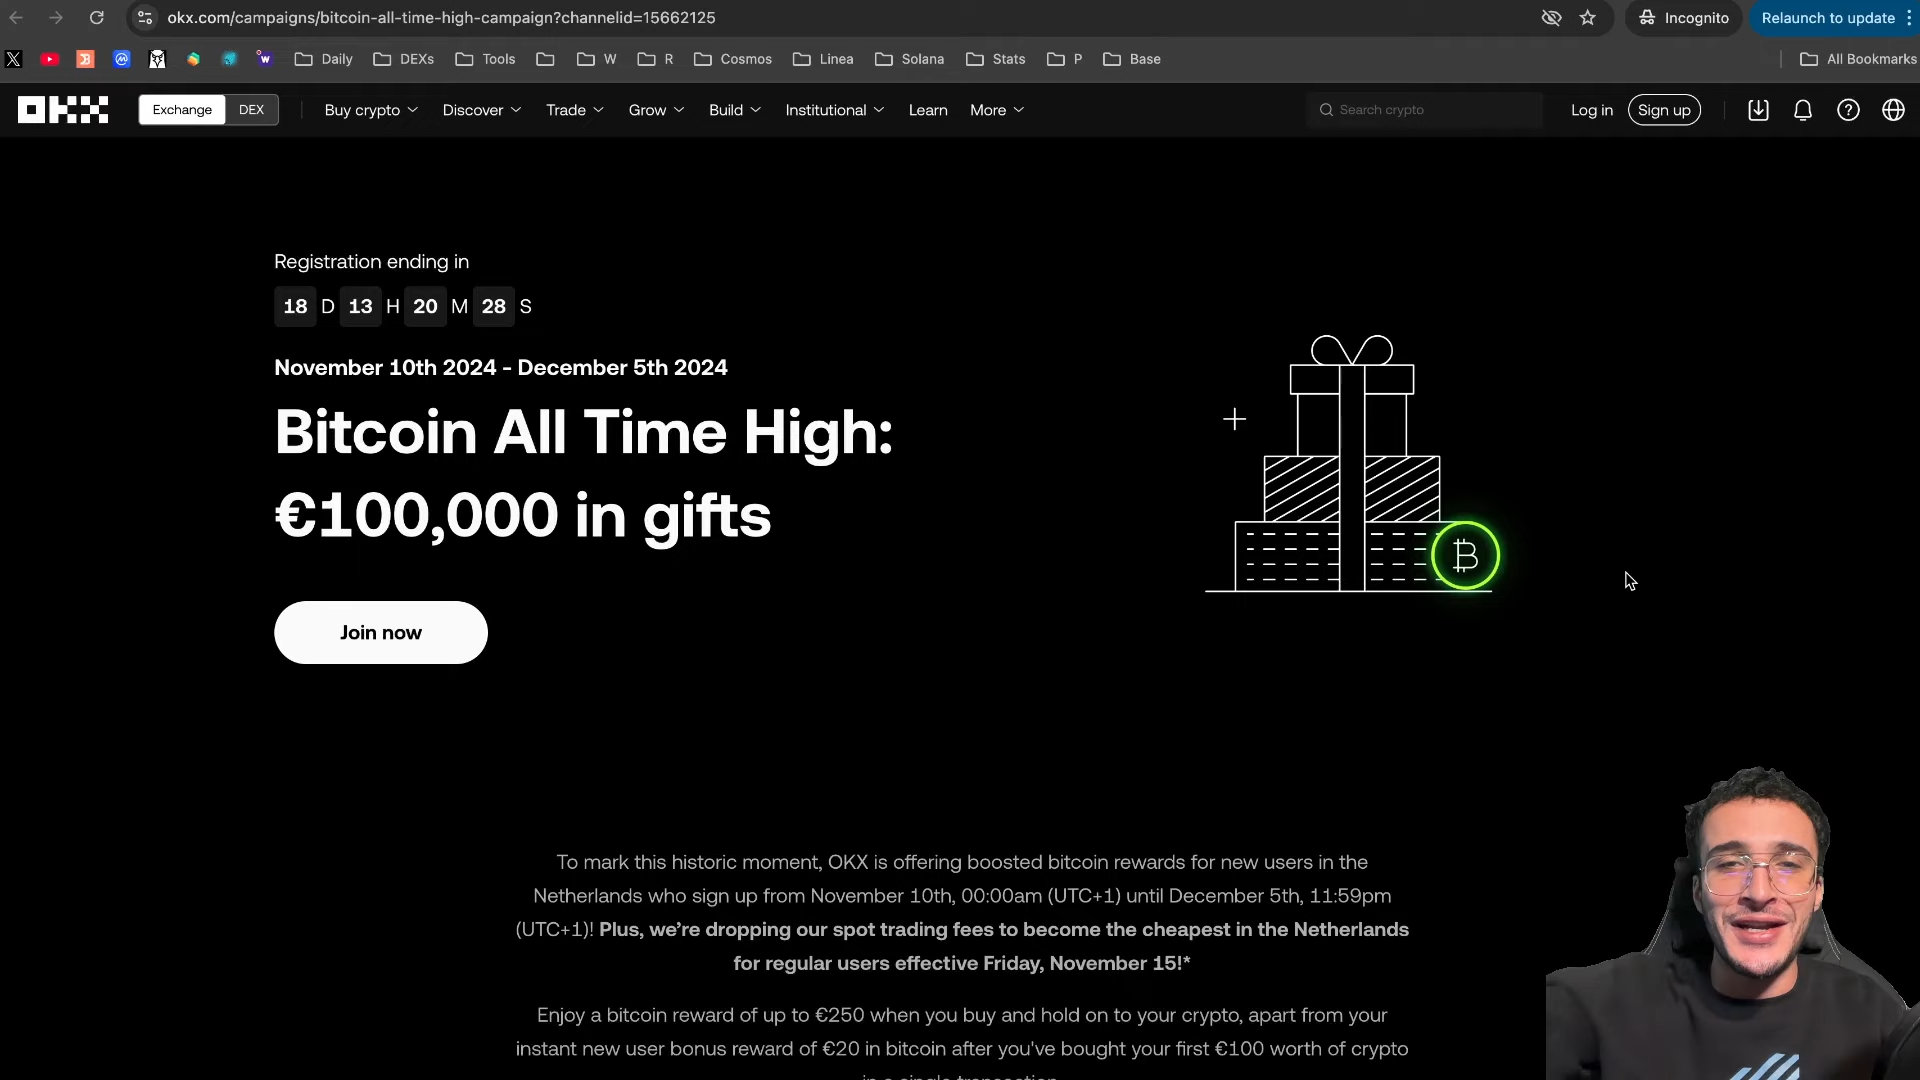 okx.com/campaigns/bitcoin-all-time-high-campaign?channelid=15662125
Incognito
Relaunch to update
Daily
DEXs
Tools
W
R
Cosmos
Linea
Solana
Stats
P
Base
All Bookmarks
OKX
Exchange
DEX
Buy crypto
Discover
Trade
Grow
Build
Institutional
Learn
More
Search crypto
Log in
Sign up
Registration ending in
18 D 13 H 20 M 28 S
November 10th 2024 - December 5th 2024
Bitcoin All Time High:
€100,000 in gifts
Join now
To mark this historic moment, OKX is offering boosted bitcoin rewards for new users in the
Netherlands who sign up from November 10th, 00:00am (UTC+1) until December 5th, 11:59pm
(UTC+1)! Plus, we’re dropping our spot trading fees to become the cheapest in the Netherlands
for regular users effective Friday, November 15!*
Enjoy a bitcoin reward of up to €250 when you buy and hold on to your crypto, apart from your
instant new user bonus reward of €20 in bitcoin after you've bought your first €100 worth of crypto
in a single transaction